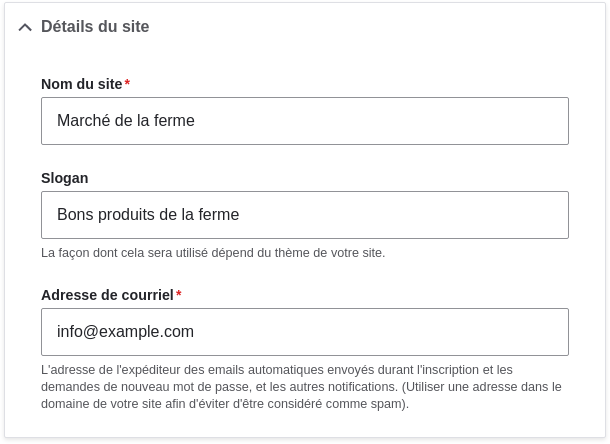 Détails du site
Nom du site*
Marché de la ferme
Slogan
Bons produits de la ferme
La façon dont cela sera utilisé dépend du thème de votre site.
Adresse de courriel*
info@example.com
L'adresse de l'expéditeur des emails automatiques envoyés durant l'inscription et les
demandes de nouveau mot de passe, et les autres notifications. (Utiliser une adresse dans le
domaine de votre site afin d'éviter d'être considéré comme spam).